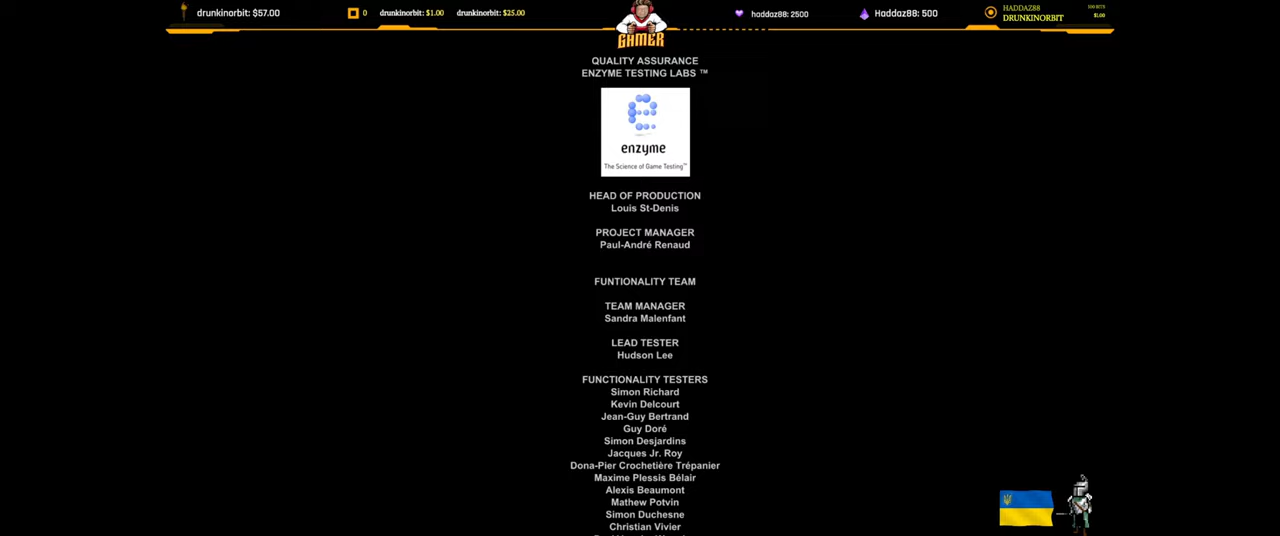 drunkinorbit: $57.00
0
drunkinorbit: $1.00
drunkinorbit: $25.00
GAMER
haddaz88: 2500
Haddaz88: 500
HADDAZ88
DRUNKINORBIT
100 BITS
$1.00
QUALITY ASSURANCE
ENZYME TESTING LABS ™
enzyme
The Science of Game Testing™
HEAD OF PRODUCTION
Louis St-Denis
PROJECT MANAGER
Paul-André Renaud
FUNTIONALITY TEAM
TEAM MANAGER
Sandra Malenfant
LEAD TESTER
Hudson Lee
FUNCTIONALITY TESTERS
Simon Richard
Kevin Delcourt
Jean-Guy Bertrand
Guy Doré
Simon Desjardins
Jacques Jr. Roy
Dona-Pier Crochetière Trépanier
Maxime Plessis Bélair
Alexis Beaumont
Mathew Potvin
Simon Duchesne
Christian Vivier